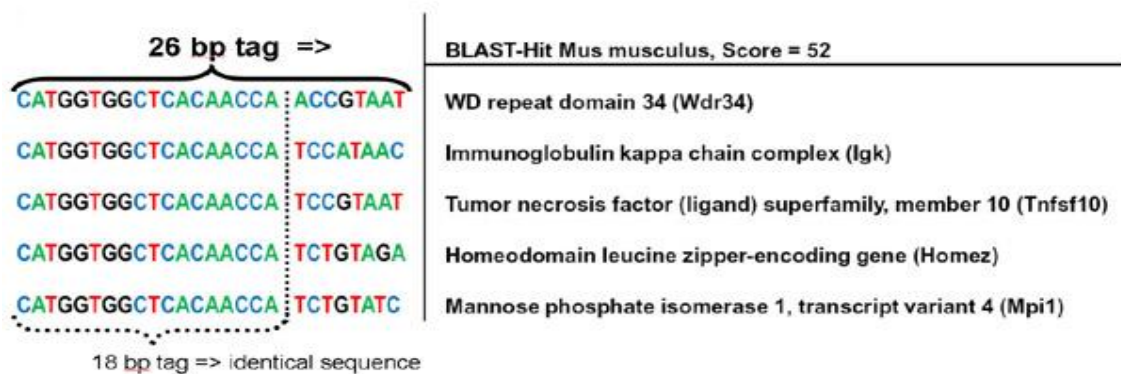 26 bp tag => BLAST-Hit Mus musculus, Score = 52
CATGGTGGCTCACAACCA ACCGTAAT WD repeat domain 34 (Wdr34)
CATGGTGGCTCACAACCA TCCATAAC Immunoglobulin kappa chain complex (Igk)
CATGGTGGCTCACAACCA TCCGTAAT Tumor necrosis factor (ligand) superfamily, member 10 (Tnfsf10)
CATGGTGGCTCACAACCA TCTGTAGA Homeodomain leucine zipper-encoding gene (Homez)
CATGGTGGCTCACAACCA TCTGTATC Mannose phosphate isomerase 1, transcript variant 4 (Mpi1)
18 bp tag => identical sequence